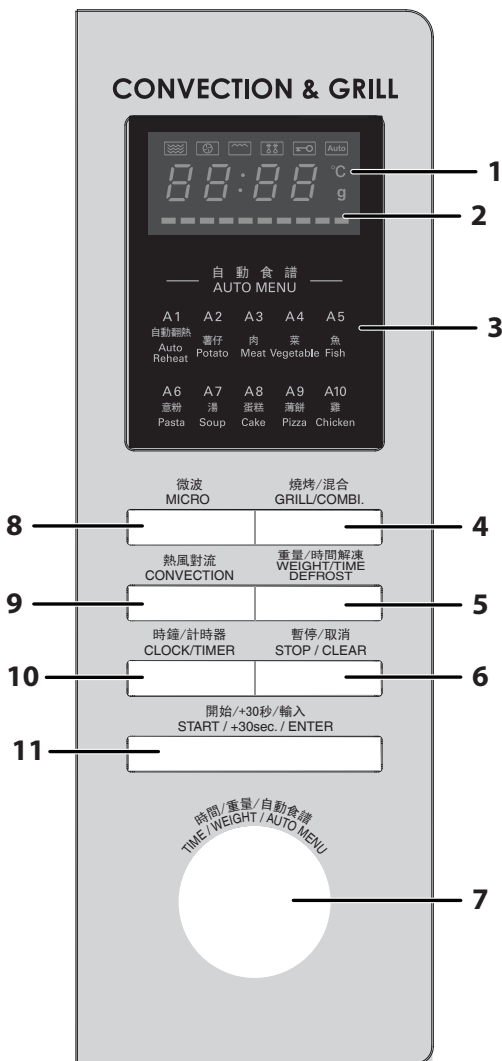 CONVECTION & GRILL
Auto
88:88 °C
g
1
2
自動食譜
AUTO MENU
3
A1 A2 A3 A4 A5
自動翻熱 薯仔 肉 菜 魚
Auto Reheat Potato Meat Vegetable Fish
A6 A7 A8 A9 A10
意粉 湯 蛋糕 薄餅 雞
Pasta Soup Cake Pizza Chicken
微波 燒烤/混合
MICRO GRILL/COMBI.
8 4
熱風對流 重量/時間解凍
CONVECTION WEIGHT/TIME DEFROST
9 5
時鐘/計時器 暫停/取消
CLOCK/TIMER STOP / CLEAR
10 6
開始/+30秒/輸入
START / +30sec. / ENTER
11
時間/重量/自動食譜
TIME / WEIGHT / AUTO MENU
7